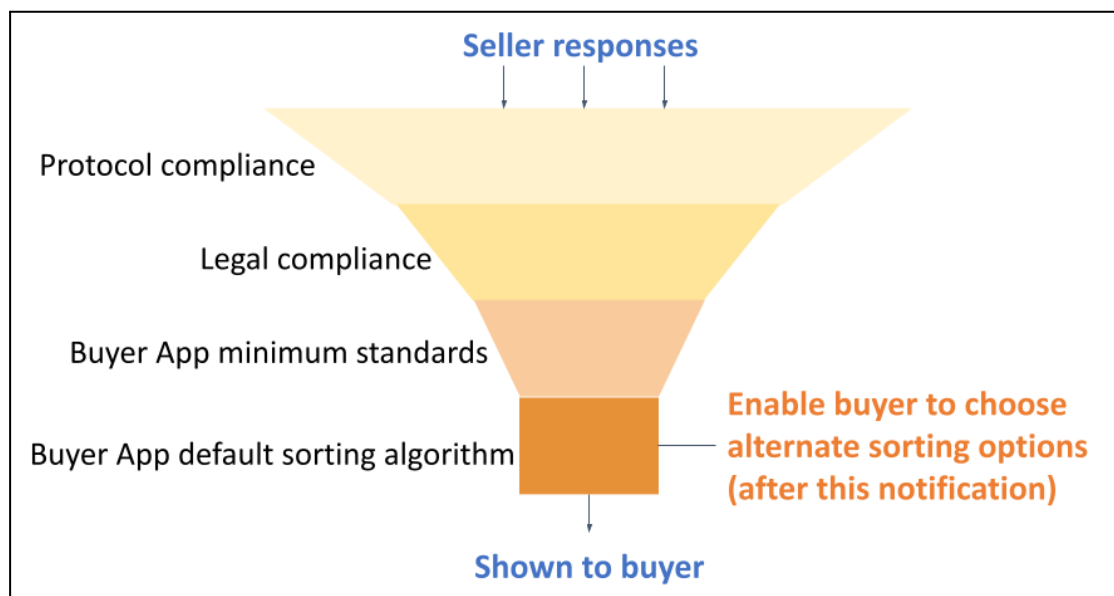 Seller responses
Protocol compliance
Legal compliance
Buyer App minimum standards
Buyer App default sorting algorithm
Enable buyer to choose
alternate sorting options
(after this notification)
Shown to buyer